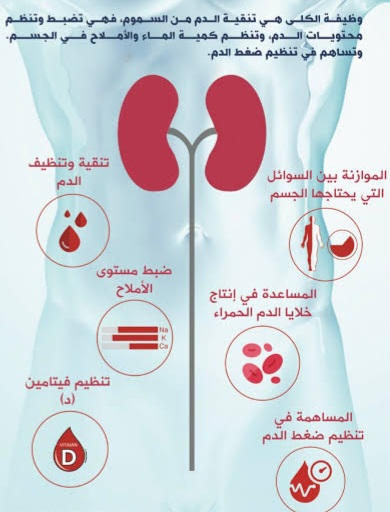 وظيفة الكلى هي تنقية الدم من السموم، فهي تضبط وتنظم
محتويات الدم، وتنظم كمية الماء والأملاح في الجسم.
وتساهم في تنظيم ضغط الدم.
الموازنة بين السوائل
التي يحتاجها الجسم
تنقية وتنظيف
الدم
ضبط مستوى
الأملاح
Na
K
Ca
المساعدة في إنتاج
خلايا الدم الحمراء
تنظيم فيتامين
(د)
VITAMIN
D
المساهمة في
تنظيم ضغط الدم